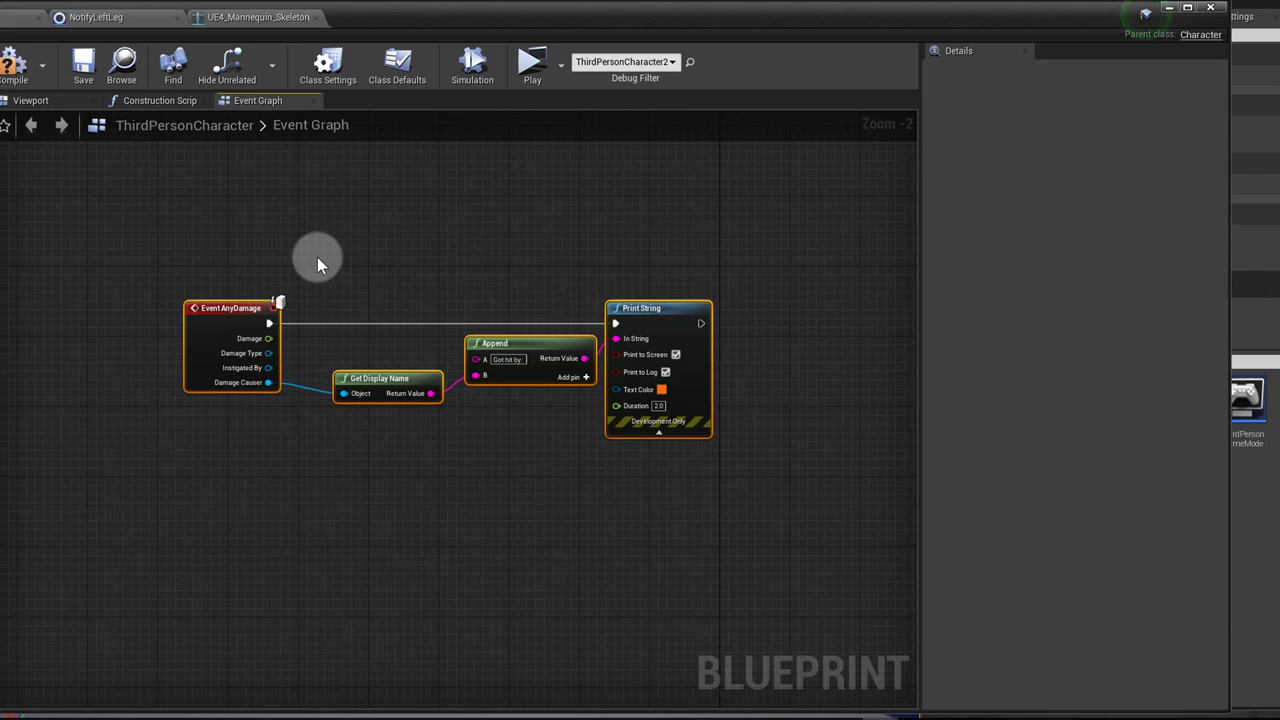 NotifyLeftLeg
UE4_Mannequin_Skeleton
ttings
Parent class: Character
Compile
Save
Browse
Find
Hide Unrelated
Class Settings
Class Defaults
Simulation
Play
ThirdPersonCharacter2
Debug Filter
Details
Viewport
Construction Scrip
Event Graph
ThirdPersonCharacter > Event Graph
Zoom -2
Event AnyDamage
Damage
Damage Type
Instigated By
Damage Causer
Get Display Name
Object
Return Value
Append
A Got hit by:
Return Value
B
Add pin +
Print String
In String
Print to Screen
Print to Log
Text Color
Duration 2.0
Development Only
hirdPerson
meMode
BLUEPRINT